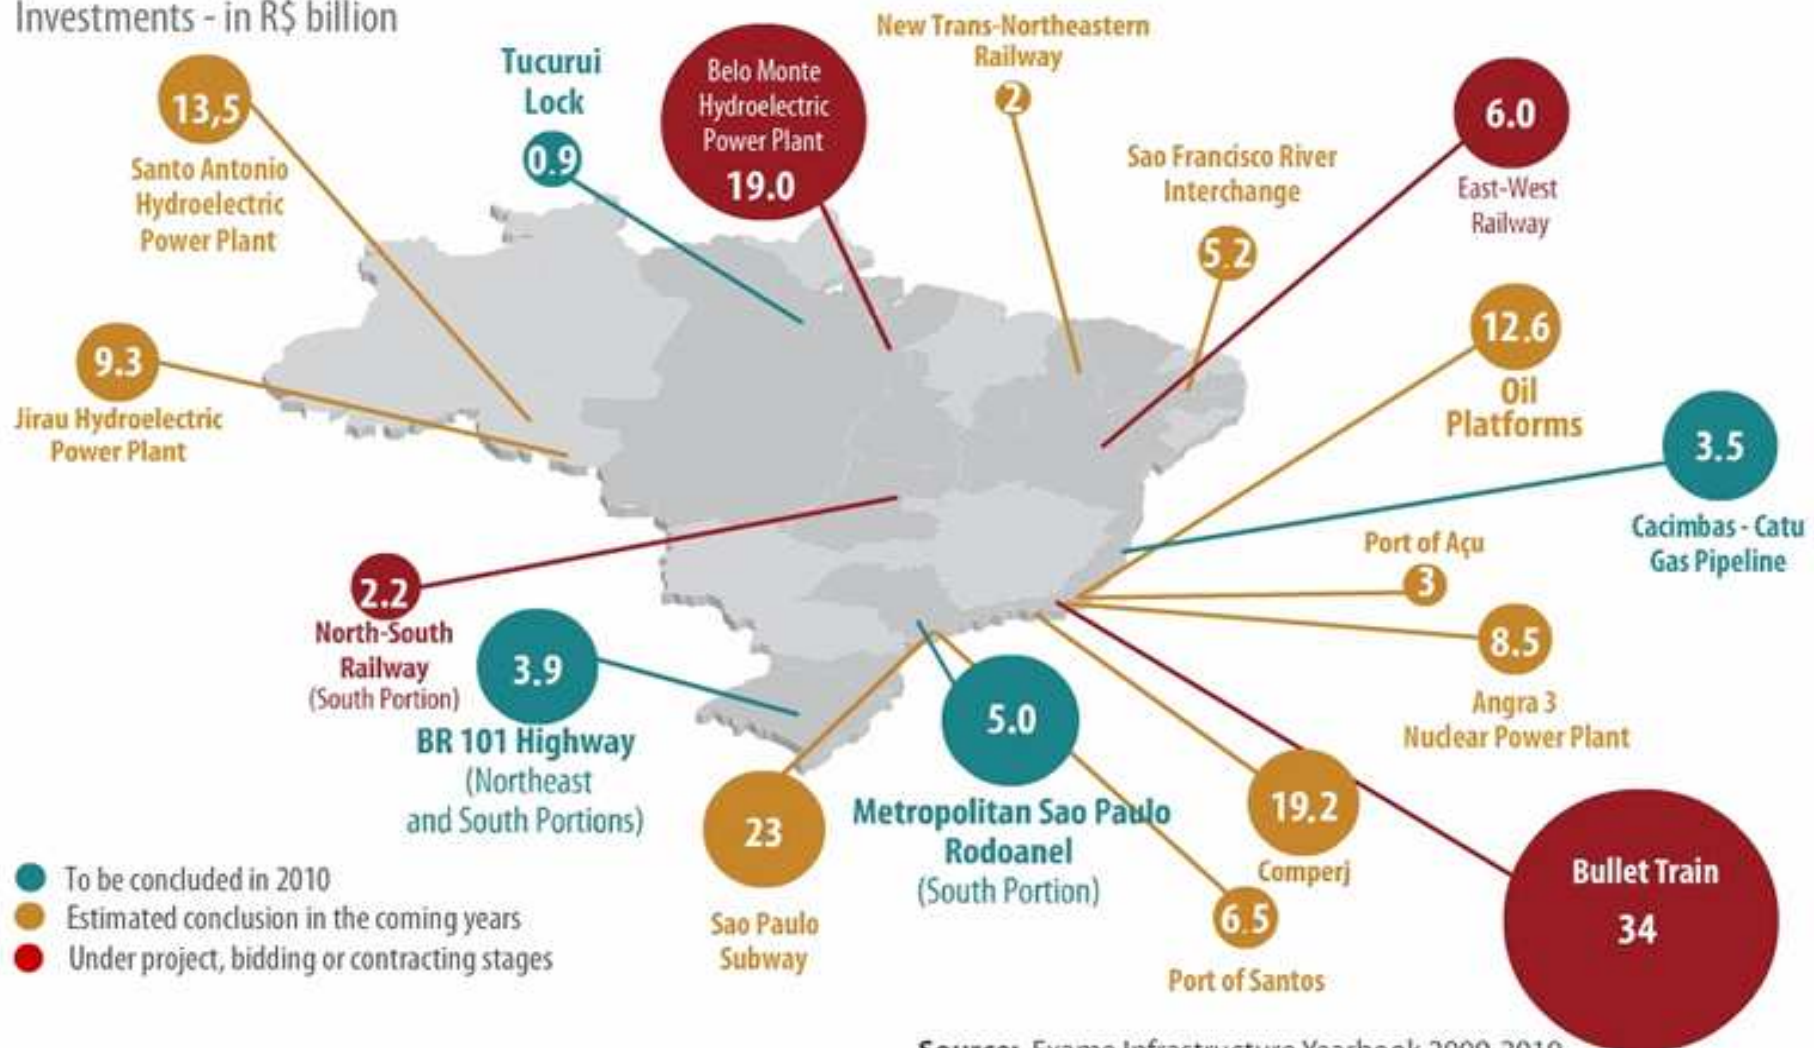 Investments - in R$ billion
13,5
Santo Antonio
Hydroelectric
Power Plant
Tucurui
Lock
0.9
Belo Monte
Hydroelectric
Power Plant
19.0
New Trans-Northeastern
Railway
2
Sao Francisco River
Interchange
5.2
6.0
East-West
Railway
9.3
Jirau Hydroelectric
Power Plant
12.6
Oil
Platforms
3.5
Cacimbas - Catu
Gas Pipeline
Port of Açu
3
2.2
North-South
Railway
(South Portion)
8.5
Angra 3
Nuclear Power Plant
3.9
BR 101 Highway
(Northeast
and South Portions)
23
Sao Paulo
Subway
5.0
Metropolitan Sao Paulo
Rodoanel
(South Portion)
19,2
Comperj
6.5
Port of Santos
Bullet Train
34
To be concluded in 2010
Estimated conclusion in the coming years
Under project, bidding or contracting stages
Source: Exame Infrastructure Yearbook 2009-2010